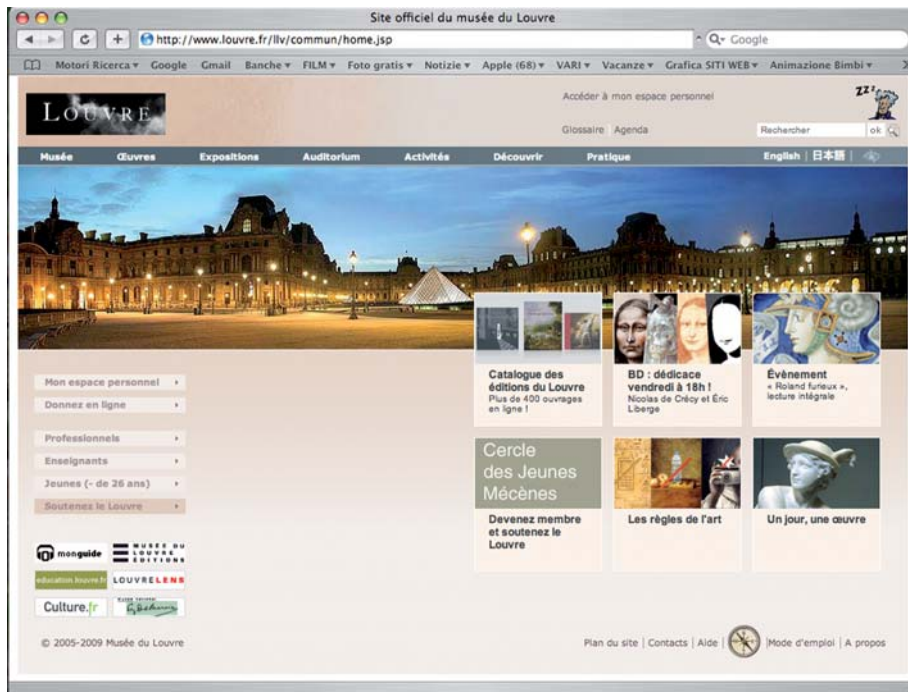 Site officiel du musée du Louvre
http://www.louvre.fr/llv/commun/home.jsp
Google
Motori Ricerca Google Gmail Banche FILM Foto gratis Notizie Apple (68) VARI Vacanze Grafica SITI WEB Animazione Bimbi
LOUVRE
Accéder à mon espace personnel
zzz
Glossaire Agenda
Rechercher ok
Musée Œuvres Expositions Auditorium Activités Découvrir Pratique English | 日本語 |
Mon espace personnel
Donnez en ligne
Professionnels
Enseignants
Jeunes (- de 26 ans)
Soutenez le Louvre
Catalogue des
éditions du Louvre
Plus de 400 ouvrages
en ligne !
BD : dédicace
vendredi à 18h !
Nicolas de Crécy et Éric
Liberge
Évènement
« Roland furieux »,
lecture intégrale
Cercle
des Jeunes
Mécènes
Devenez membre
et soutenez le
Louvre
Les règles de l'art
Un jour, une œuvre
monguide
MUSÉE DU
LOUVRE
ÉDITIONS
education.louvre.fr
LOUVRELENS
Culture.fr
© 2005-2009 Musée du Louvre
Plan du site | Contacts | Aide | Mode d'emploi | A propos